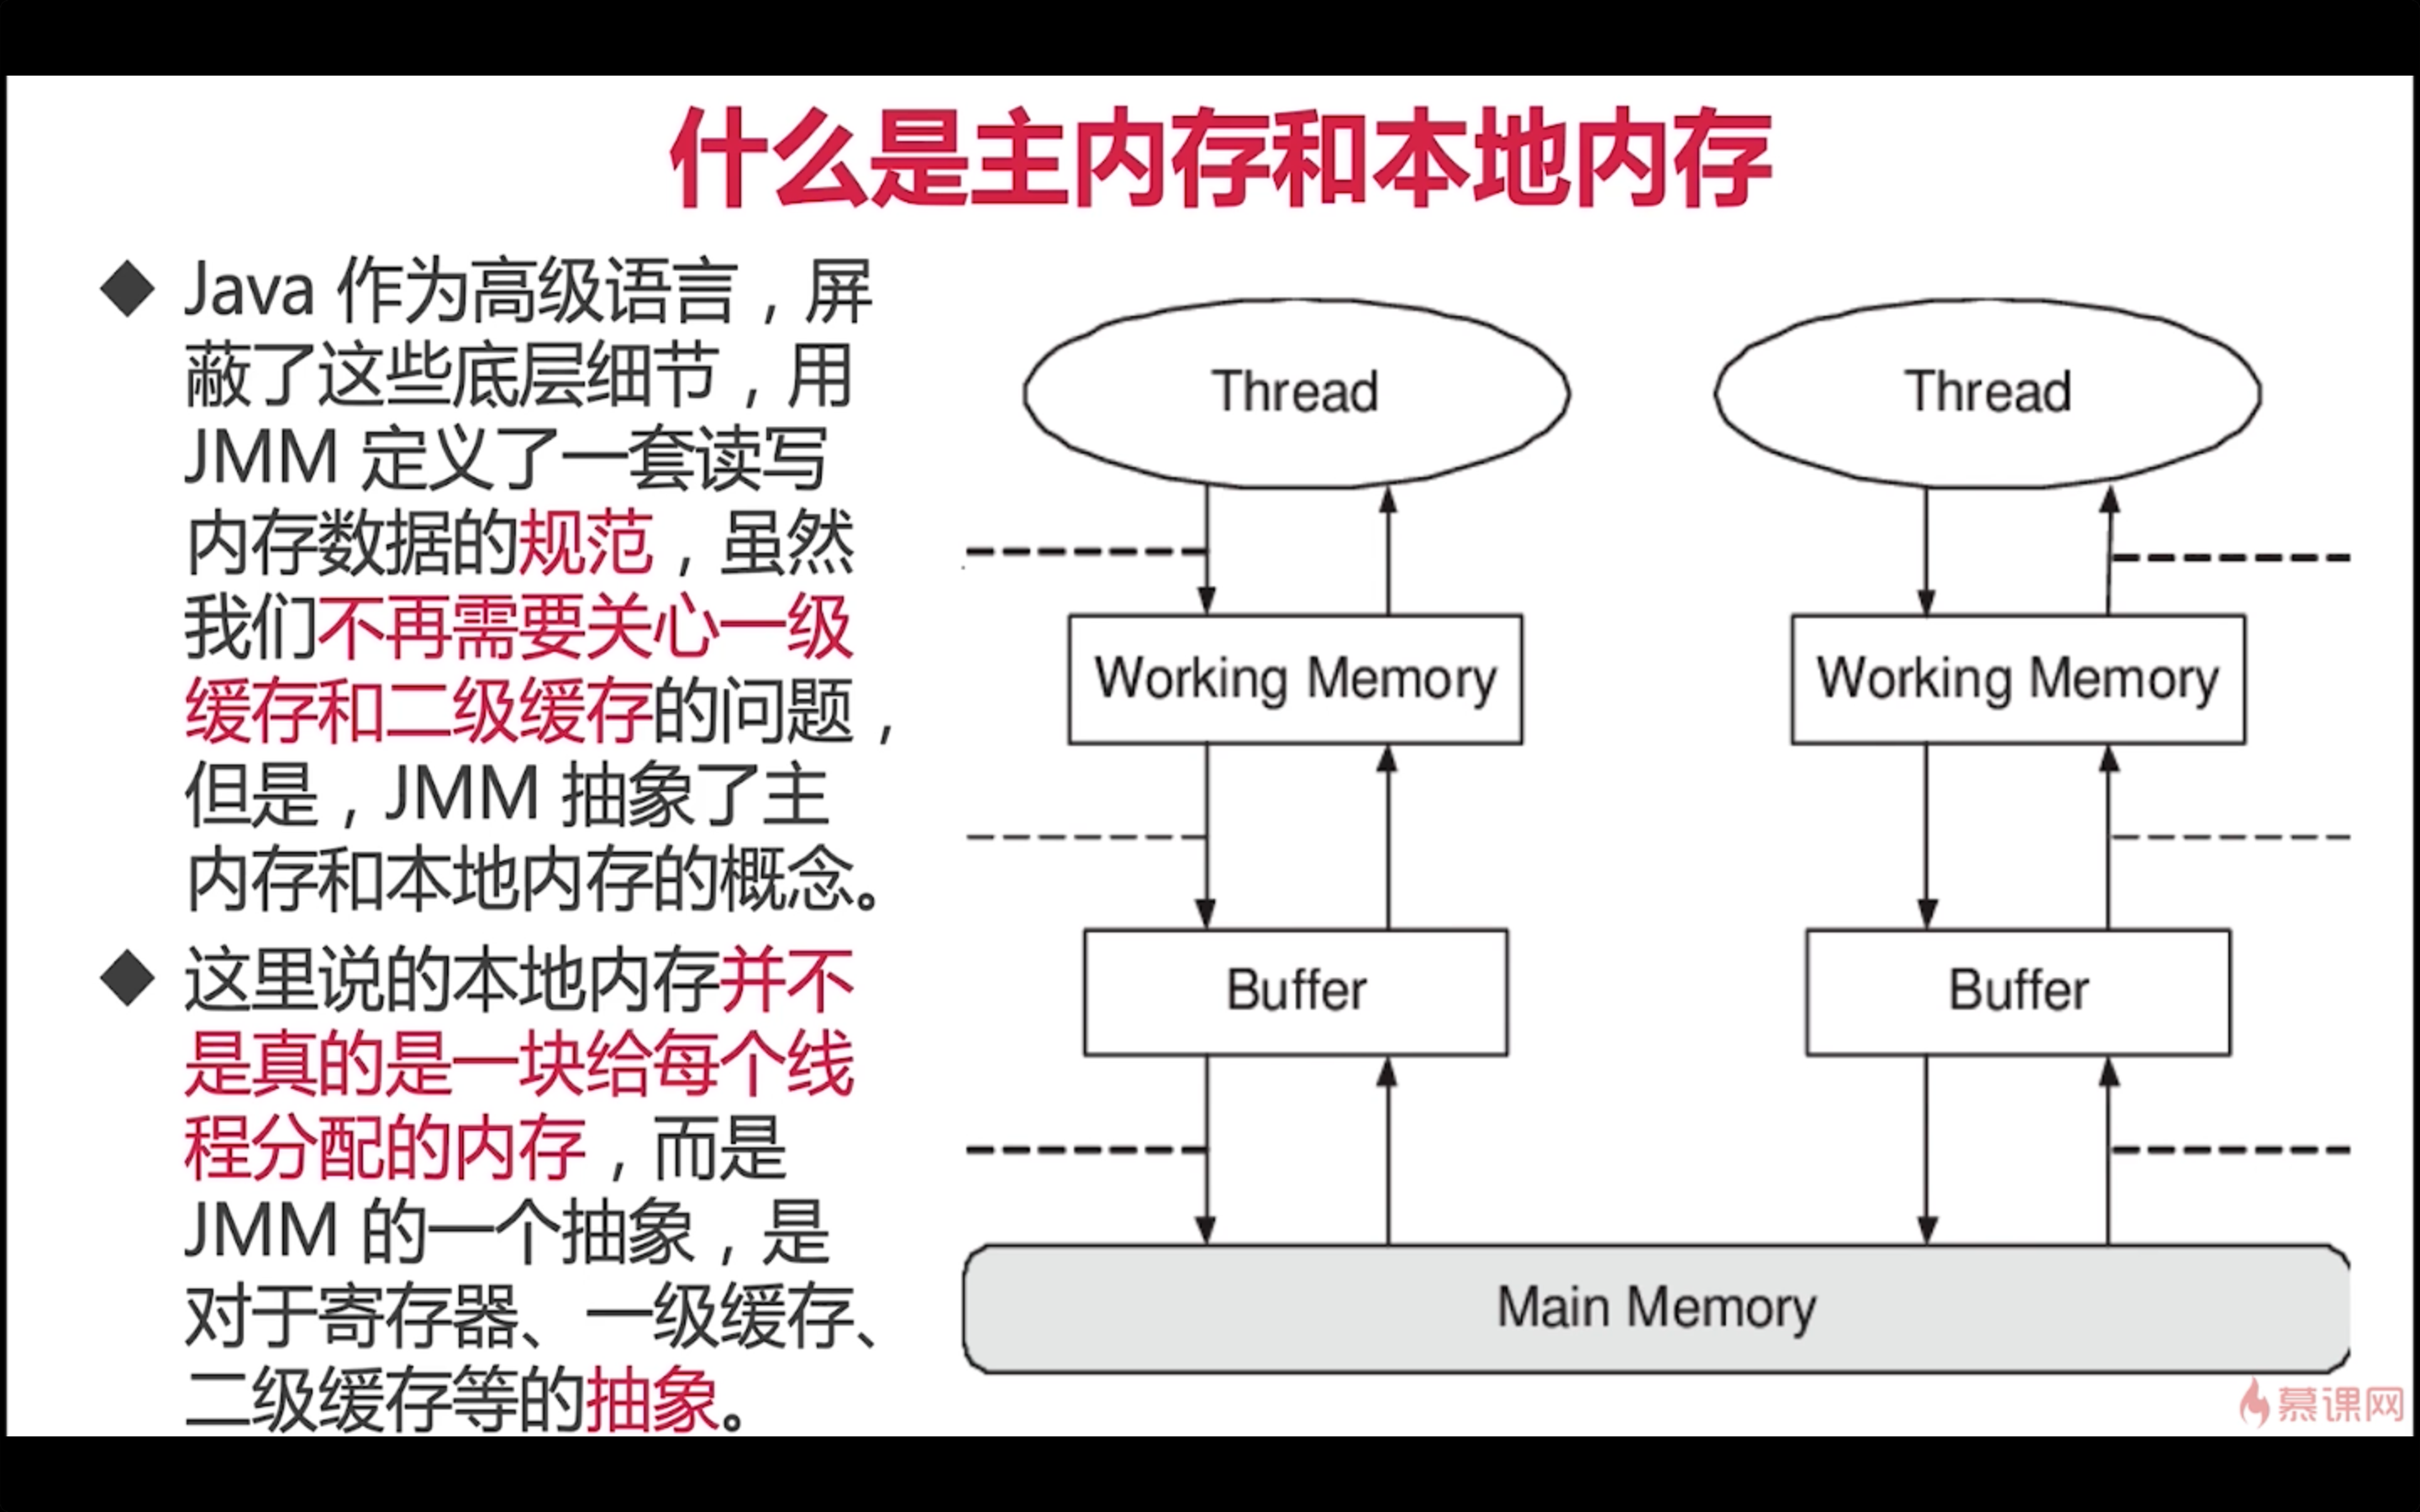 什么是主内存和本地内存
Java 作为高级语言，屏
蔽了这些底层细节，用
JMM 定义了一套读写
内存数据的规范，虽然
我们不再需要关心一级
缓存和二级缓存的问题，
但是，JMM 抽象了主
内存和本地内存的概念。
这里说的本地内存并不
是真的是一块给每个线
程分配的内存，而是
JMM 的一个抽象，是
对于寄存器、一级缓存、
二级缓存等的抽象。
Thread
Thread
Working Memory
Working Memory
Buffer
Buffer
Main Memory
慕课网